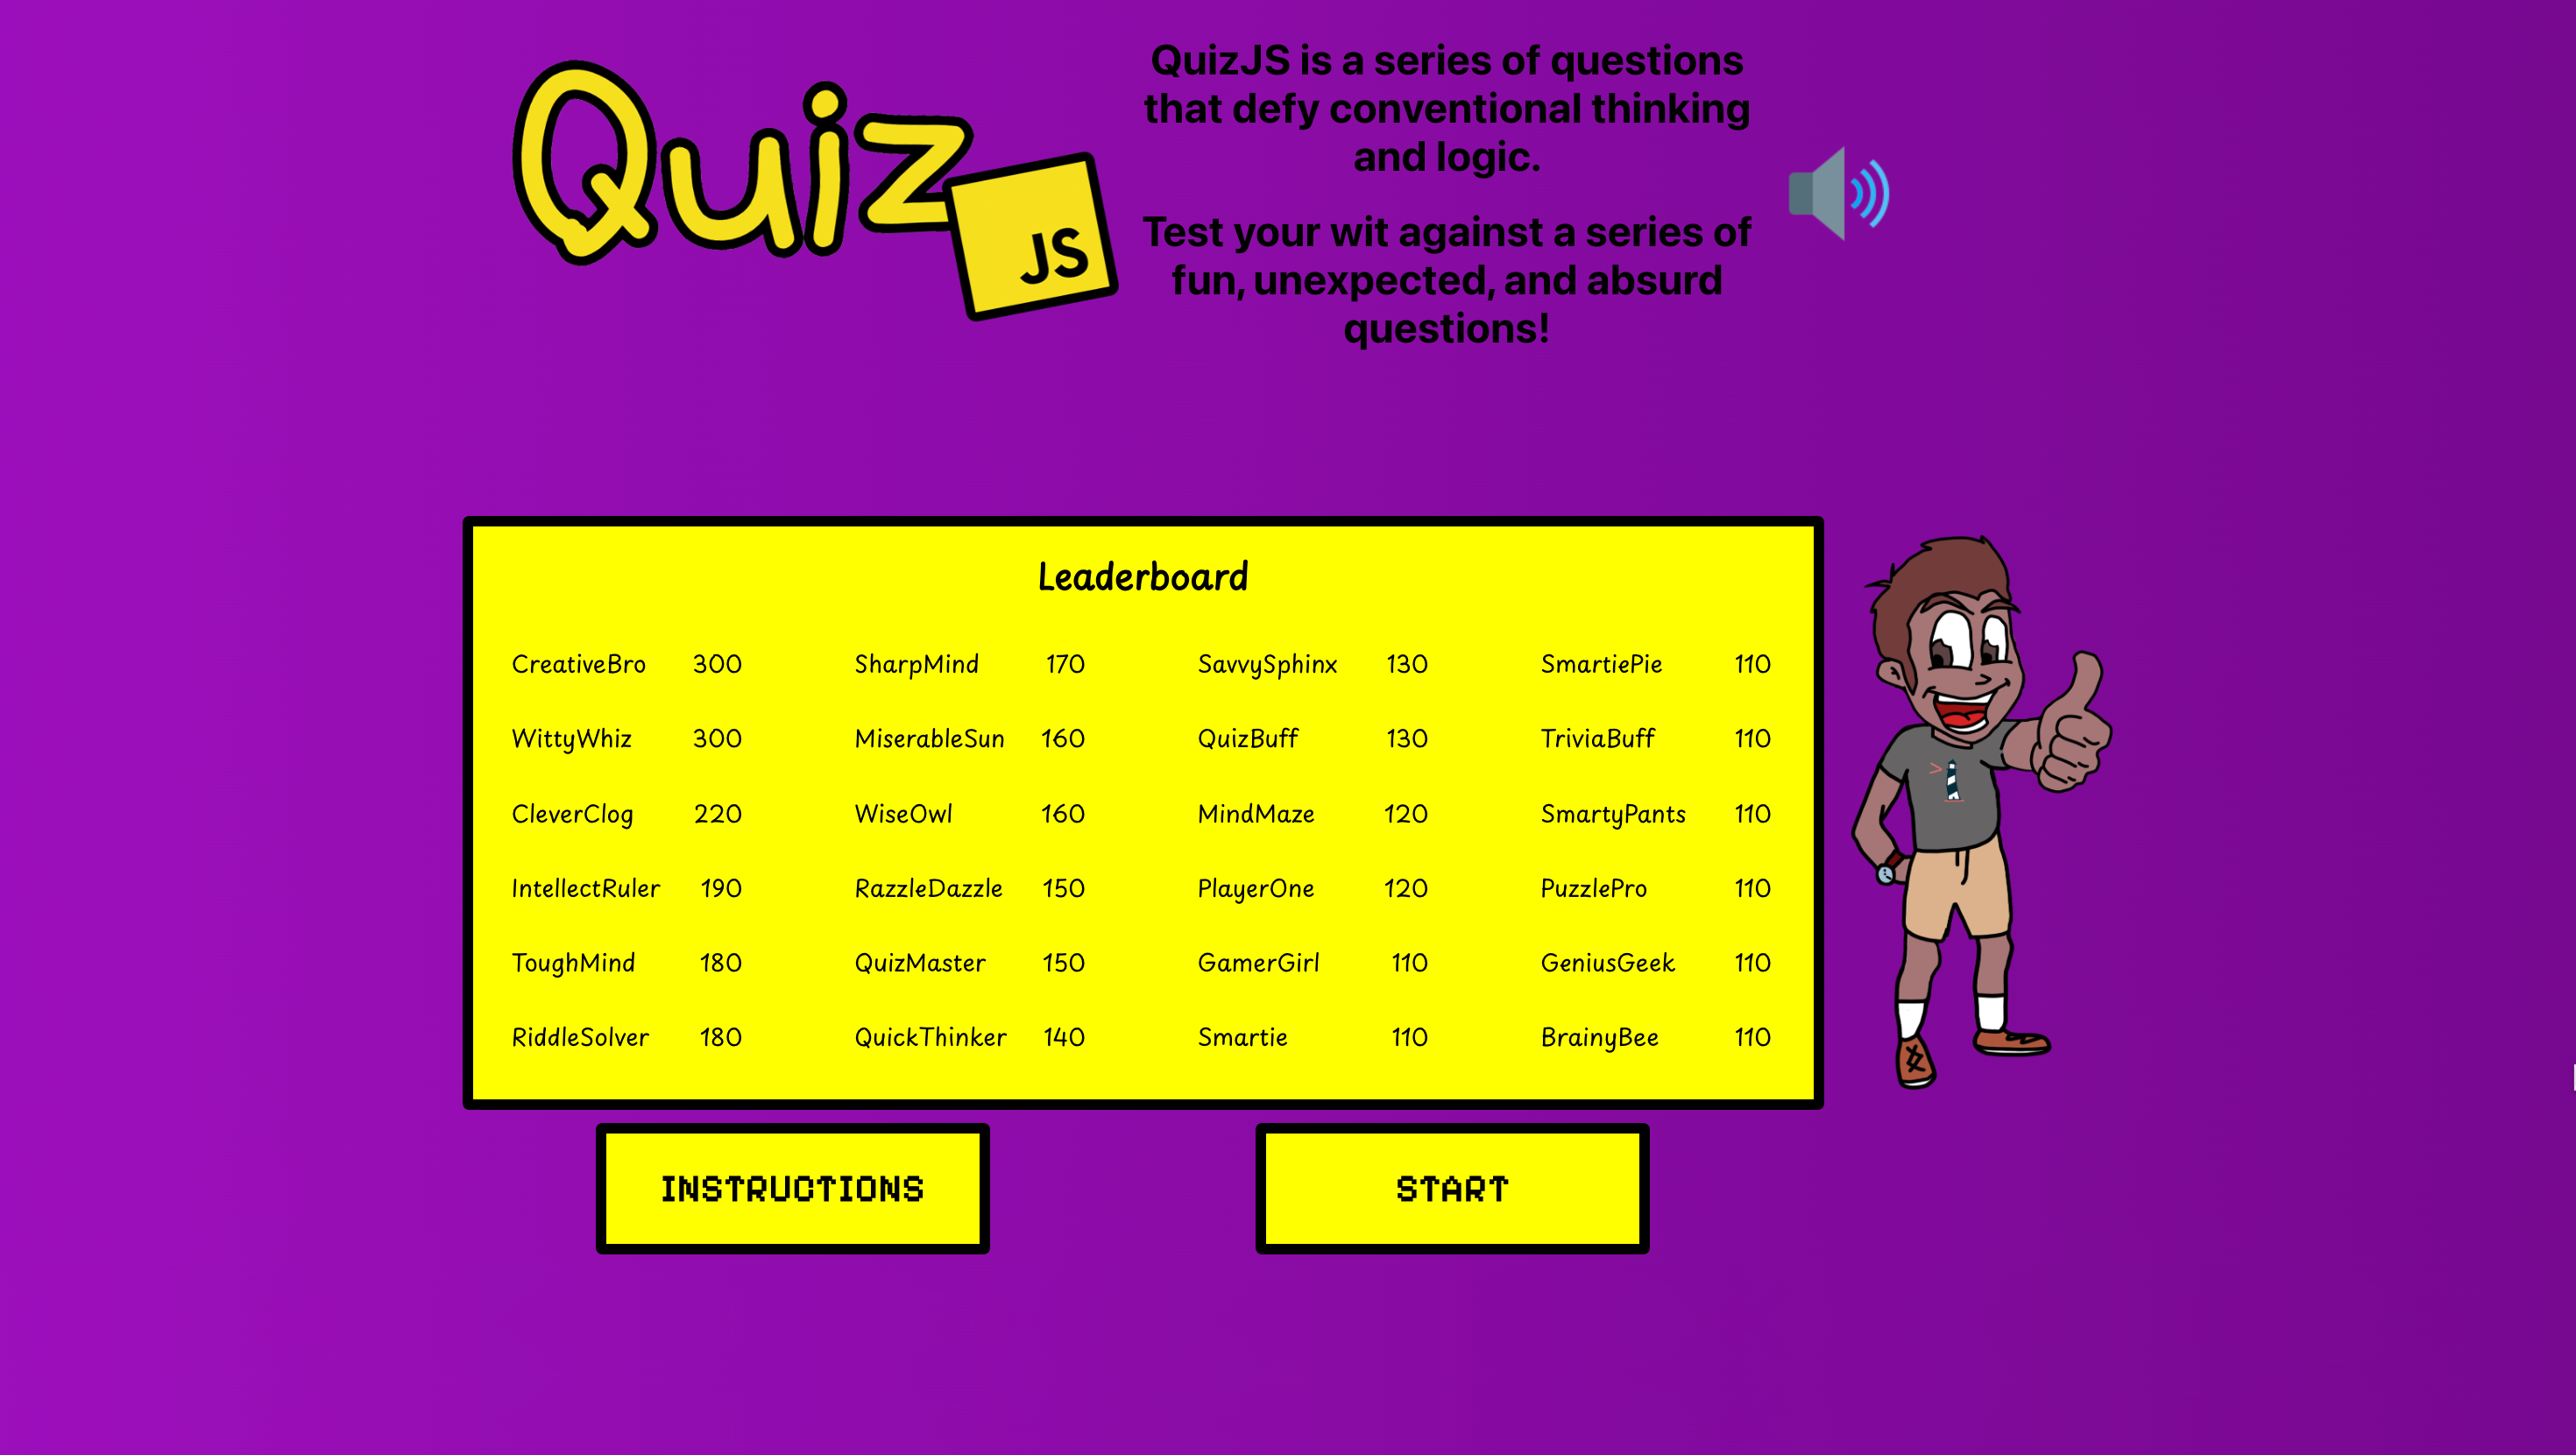 Quiz
JS
QuizJS is a series of questions
that defy conventional thinking
and logic.
Test your wit against a series of
fun, unexpected, and absurd
questions!
Leaderboard
CreativeBro 300
WittyWhiz 300
CleverClog 220
IntellectRuler 190
ToughMind 180
RiddleSolver 180
SharpMind 170
MiserableSun 160
WiseOwl 160
RazzleDazzle 150
QuizMaster 150
QuickThinker 140
SavvySphinx 130
QuizBuff 130
MindMaze 120
PlayerOne 120
GamerGirl 110
Smartie 110
SmartiePie 110
TriviaBuff 110
SmartyPants 110
PuzzlePro 110
GeniusGeek 110
BrainyBee 110
INSTRUCTIONS
START